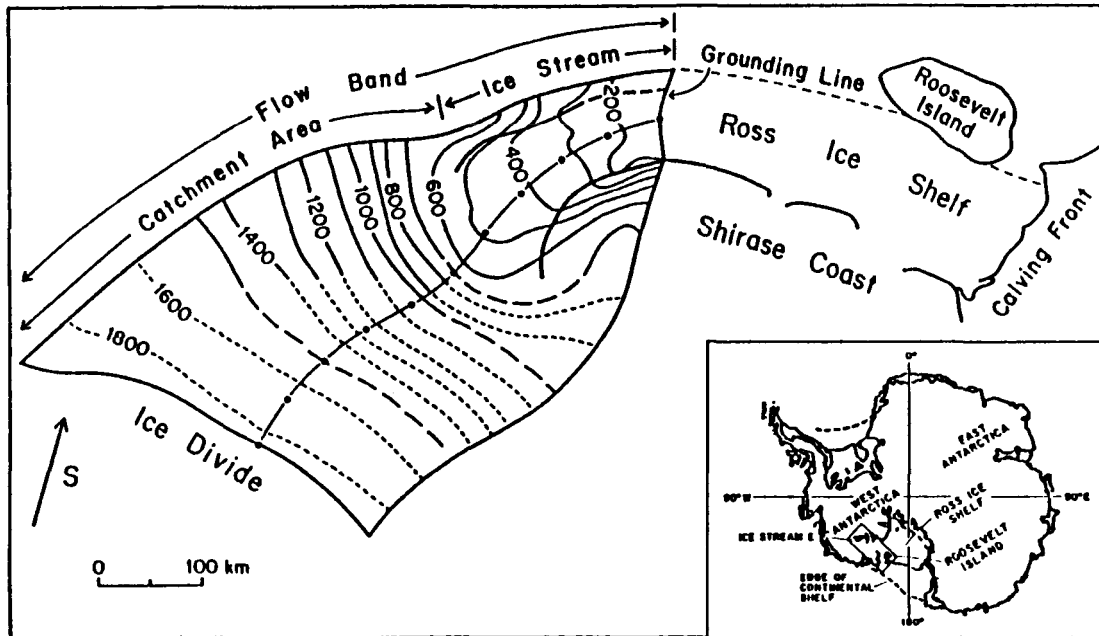 Flow Band
Catchment Area
Ice Stream
Grounding Line
Roosevelt
Island
Ross Ice Shelf
Shirase Coast
Calving Front
200
400
600
800
1000
1200
1400
1600
1800
Ice Divide
S
0 100 km
0°
EAST
ANTARCTICA
90°W
90°E
WEST
ANTARCTICA
ROSS ICE
SHELF
ICE STREAM E
ROOSEVELT
ISLAND
EDGE OF
CONTINENTAL
SHELF
180°